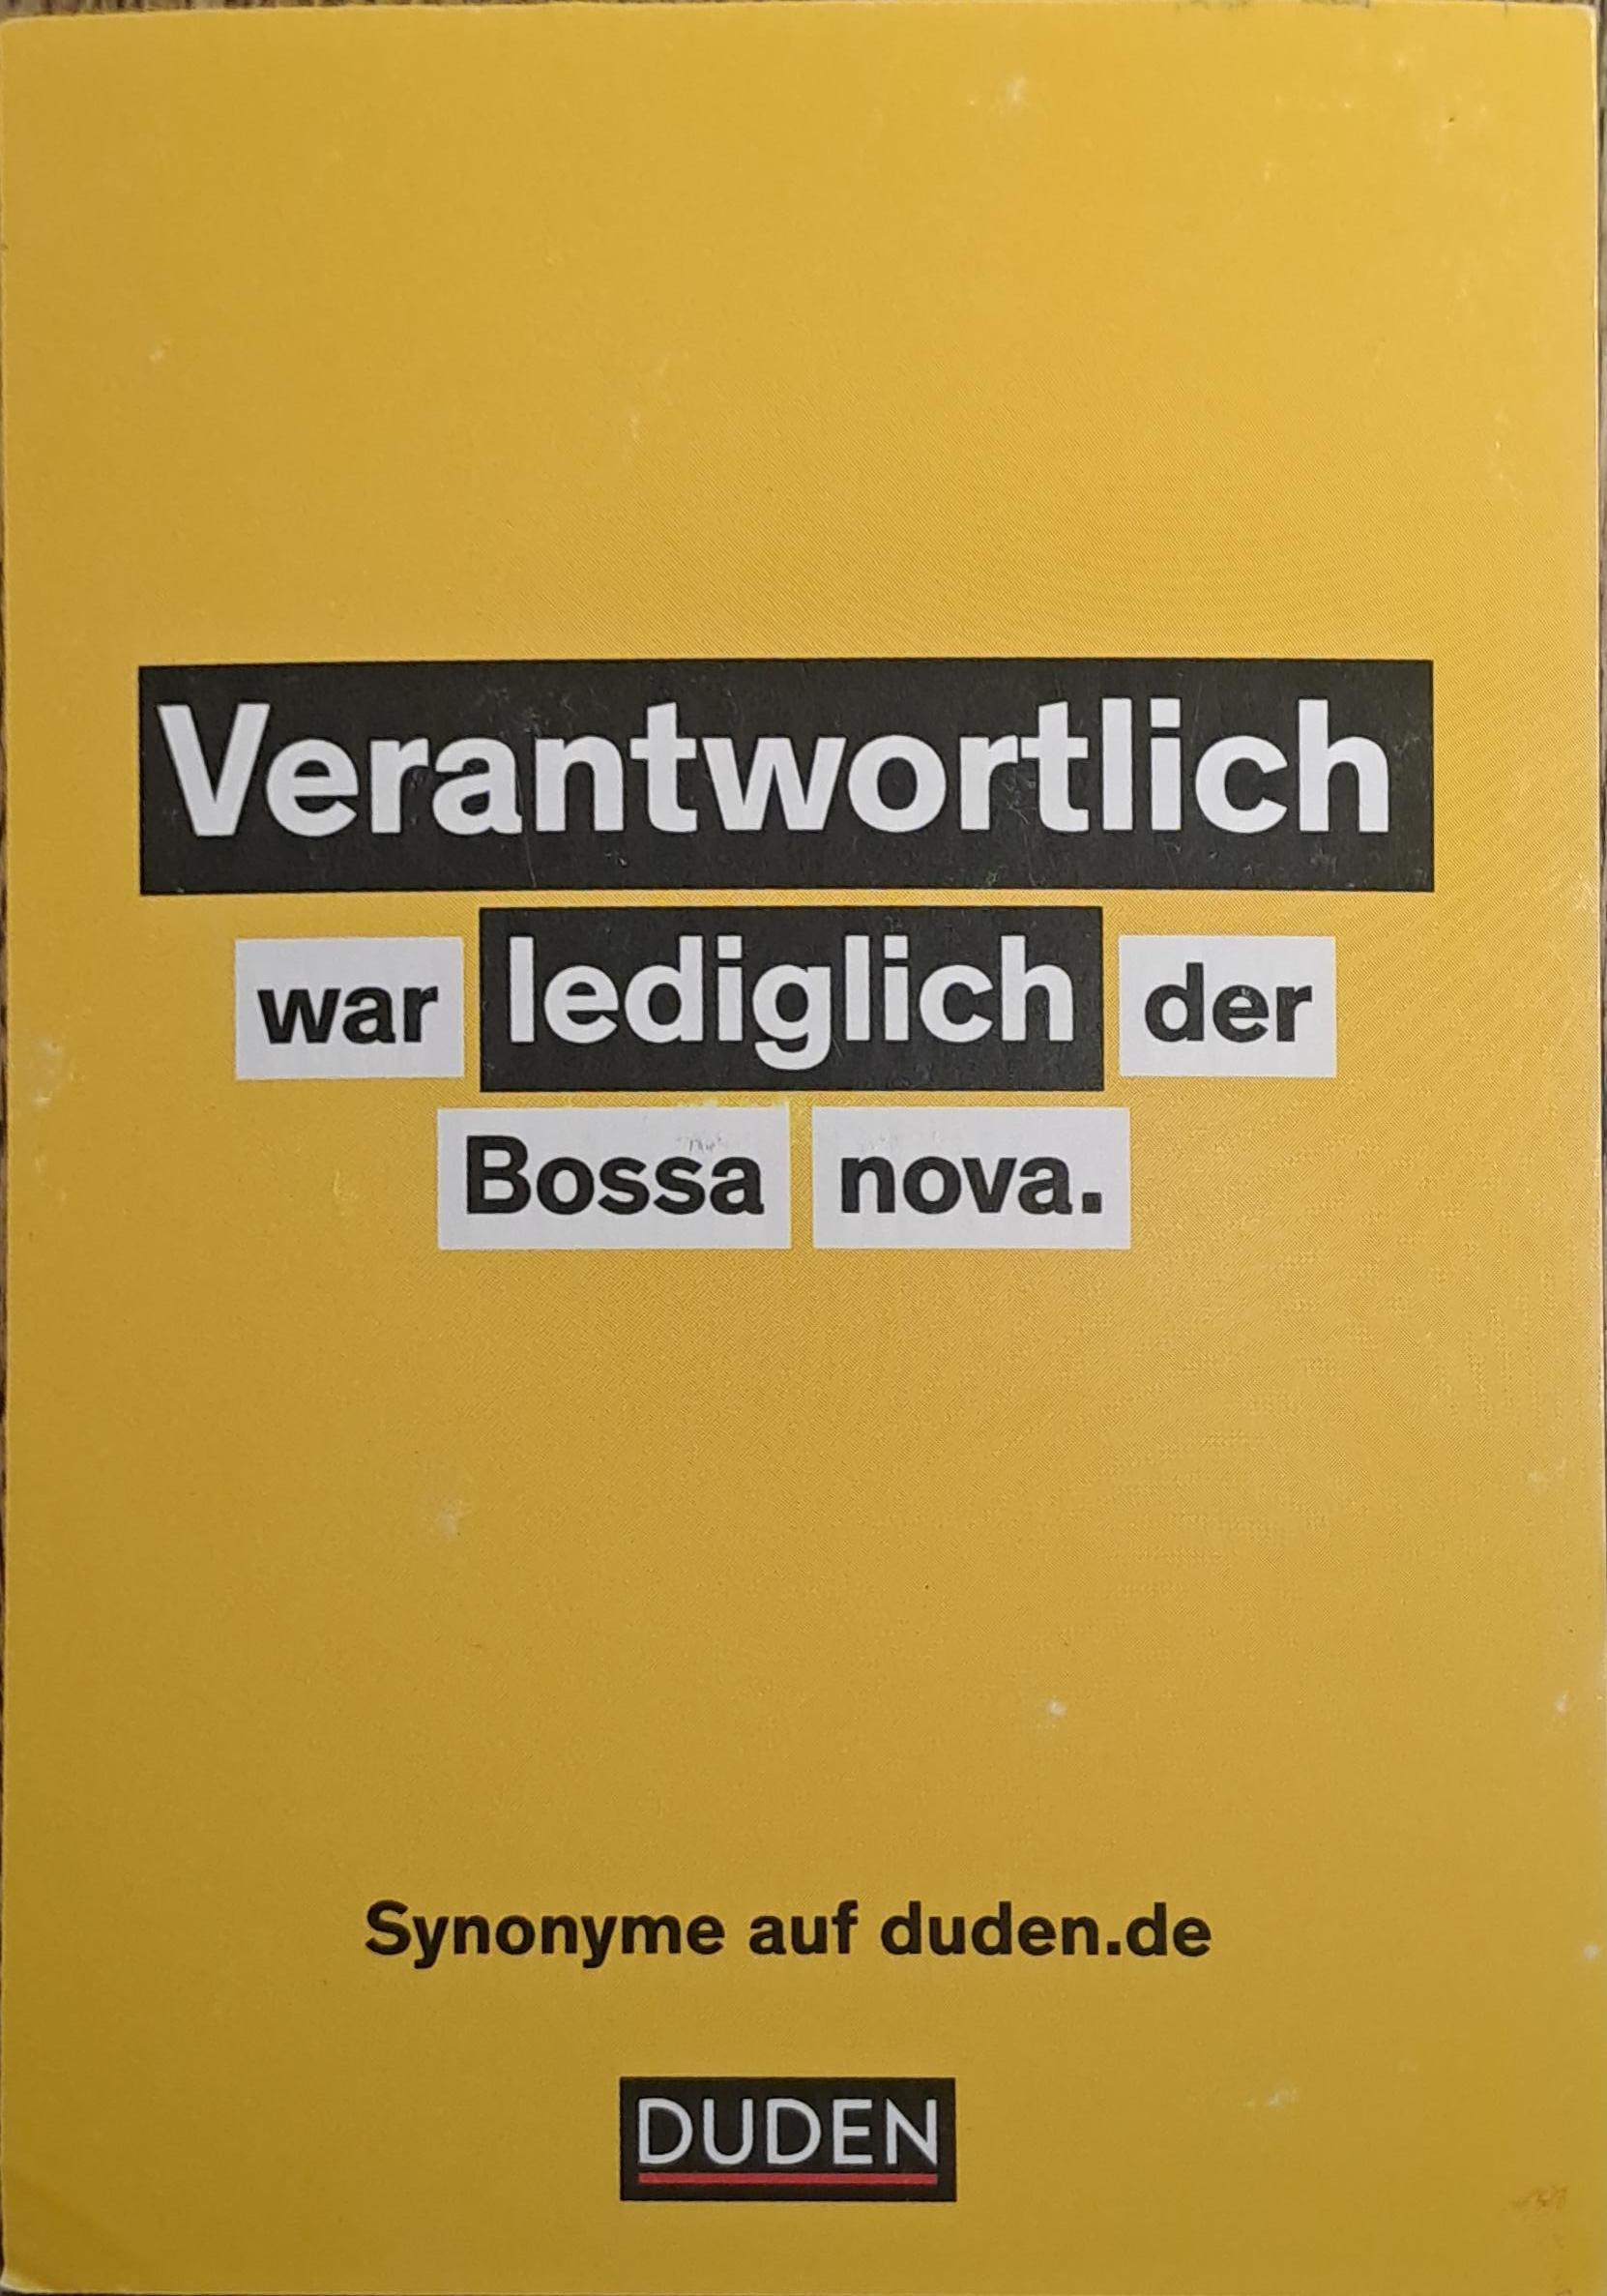 Verantwortlich
war lediglich der
Bossa nova.
Synonyme auf duden.de
DUDEN